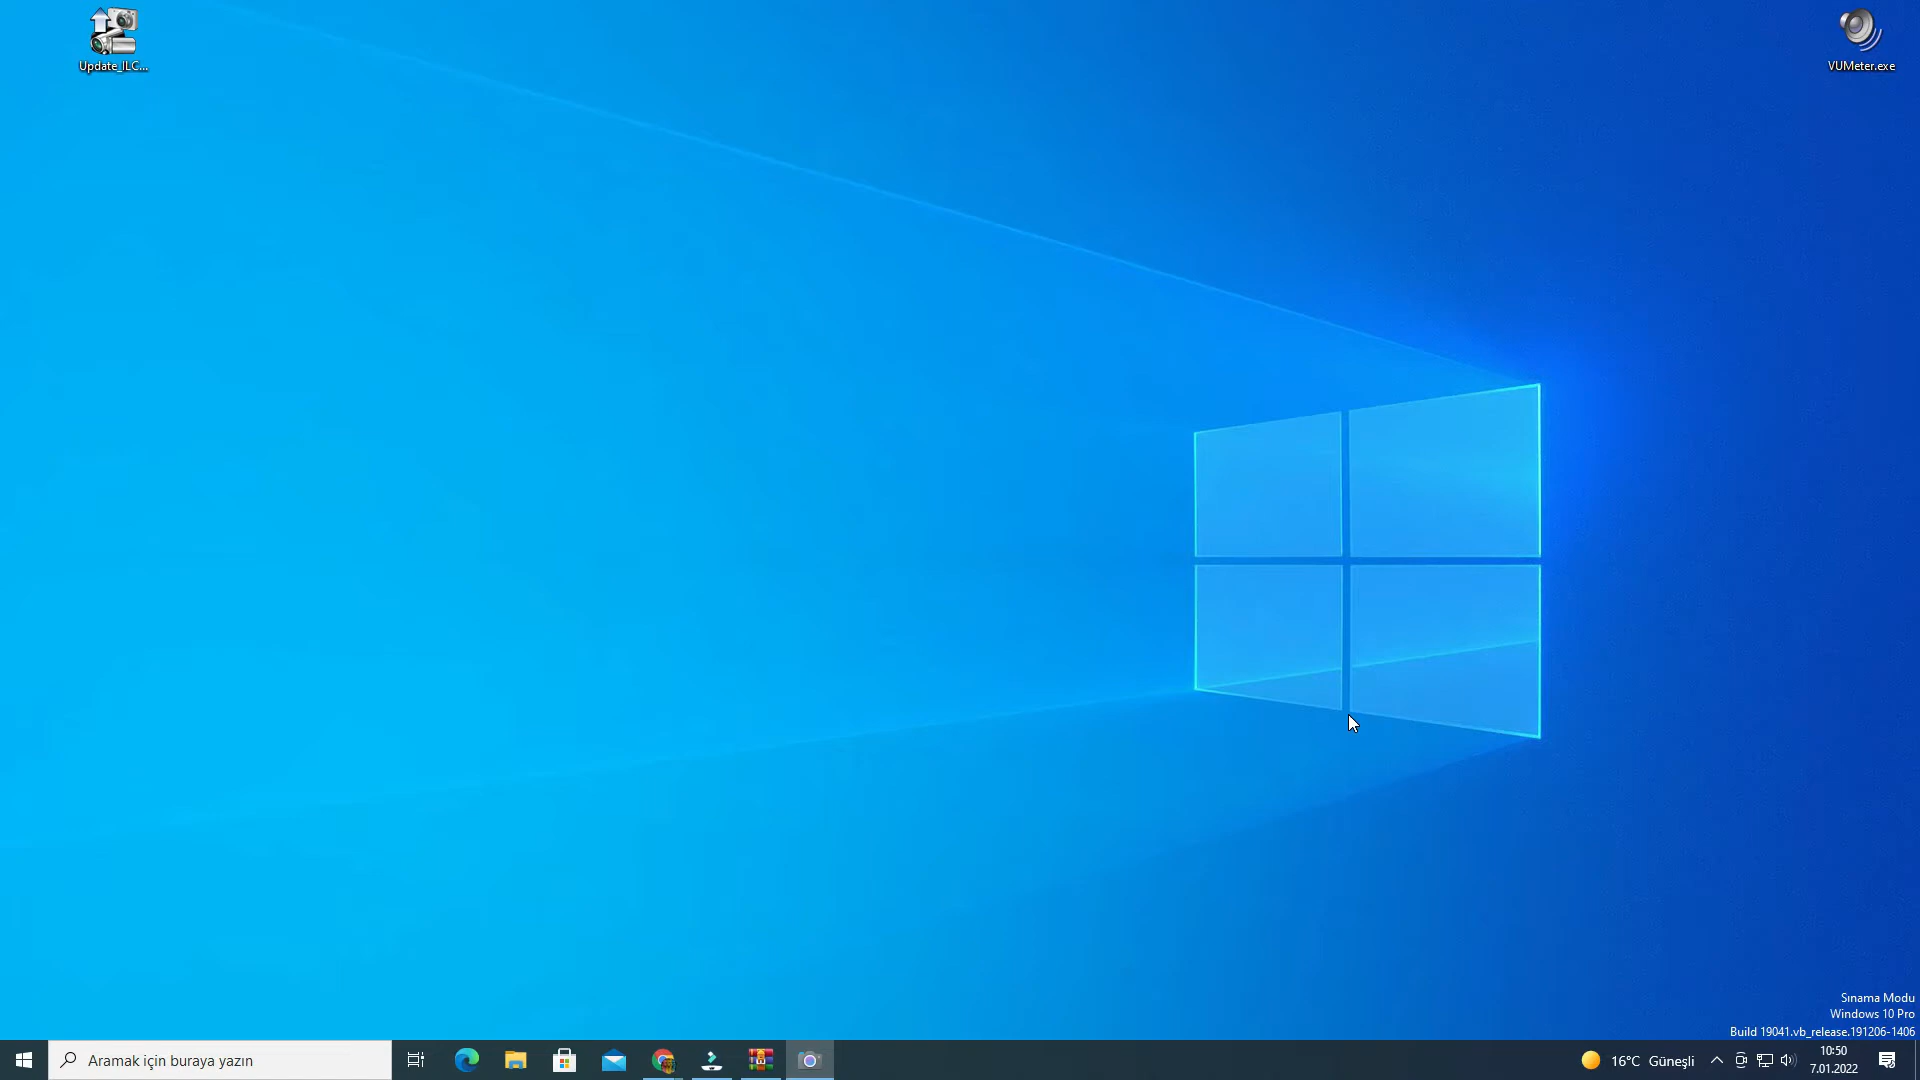 Update_ILC...
VUMeter.exe
Sınama Modu
Windows 10 Pro
Build 19041.vb_release.191206-1406
Aramak için buraya yazın
16°C Güneşli
10:50
7.01.2022